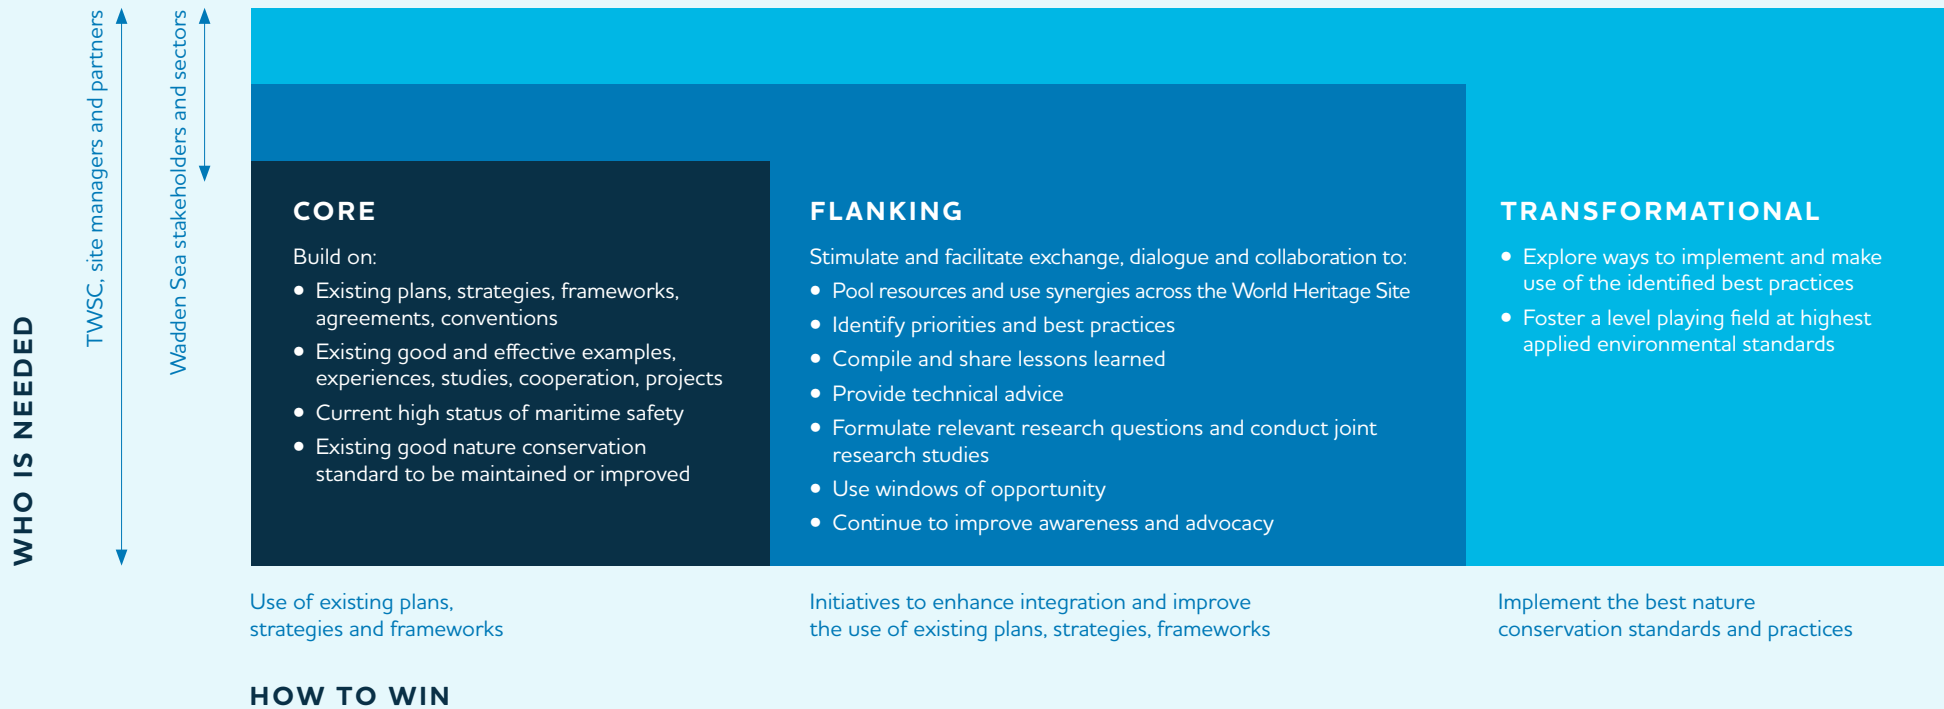 WHO IS NEEDED
TWSC, site managers and partners
Wadden Sea stakeholders and sectors
CORE
Build on:
• Existing plans, strategies, frameworks,
agreements, conventions
• Existing good and effective examples,
experiences, studies, cooperation, projects
• Current high status of maritime safety
• Existing good nature conservation
standard to be maintained or improved
FLANKING
Stimulate and facilitate exchange, dialogue and collaboration to:
• Pool resources and use synergies across the World Heritage Site
• Identify priorities and best practices
• Compile and share lessons learned
• Provide technical advice
• Formulate relevant research questions and conduct joint
research studies
• Use windows of opportunity
• Continue to improve awareness and advocacy
TRANSFORMATIONAL
• Explore ways to implement and make
use of the identified best practices
• Foster a level playing field at highest
applied environmental standards
Use of existing plans,
strategies and frameworks
Initiatives to enhance integration and improve
the use of existing plans, strategies, frameworks
Implement the best nature
conservation standards and practices
HOW TO WIN